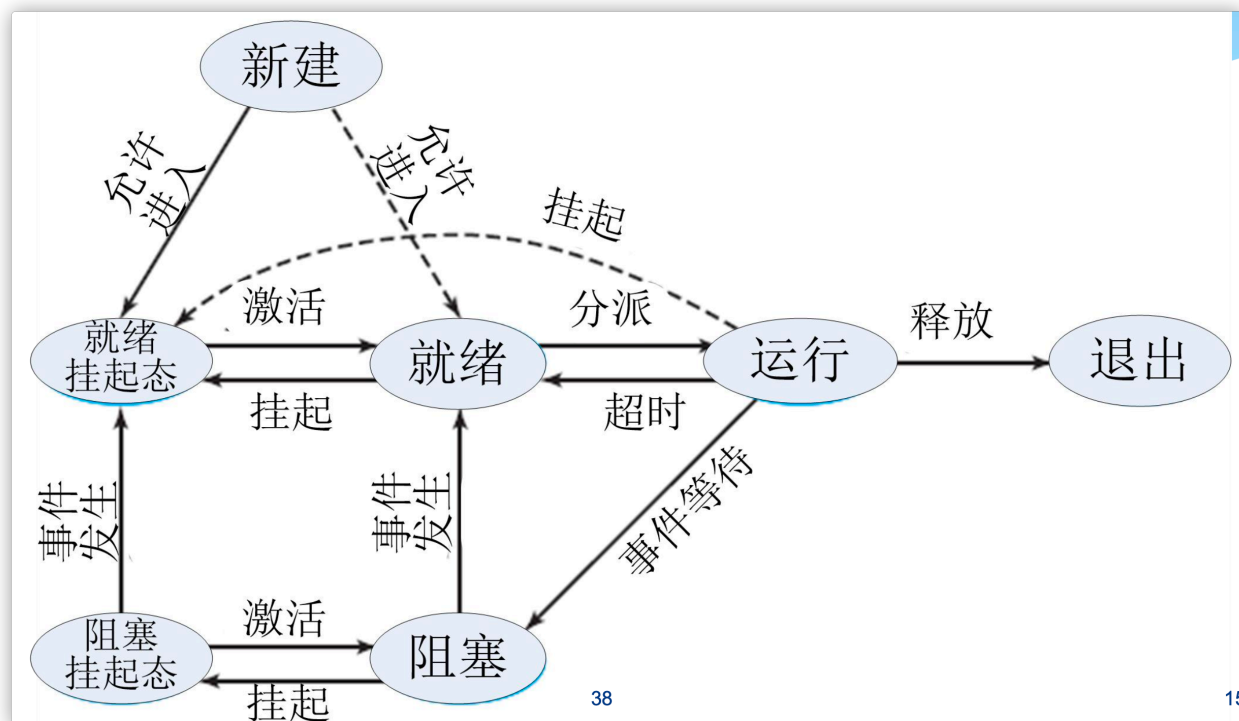 新建
允许
进入
允许
进入
挂起
激活
分派
释放
就绪
挂起态
就绪
运行
退出
挂起
超时
事件
发生
事件
发生
事件等待
激活
阻塞
挂起态
阻塞
挂起
38
15